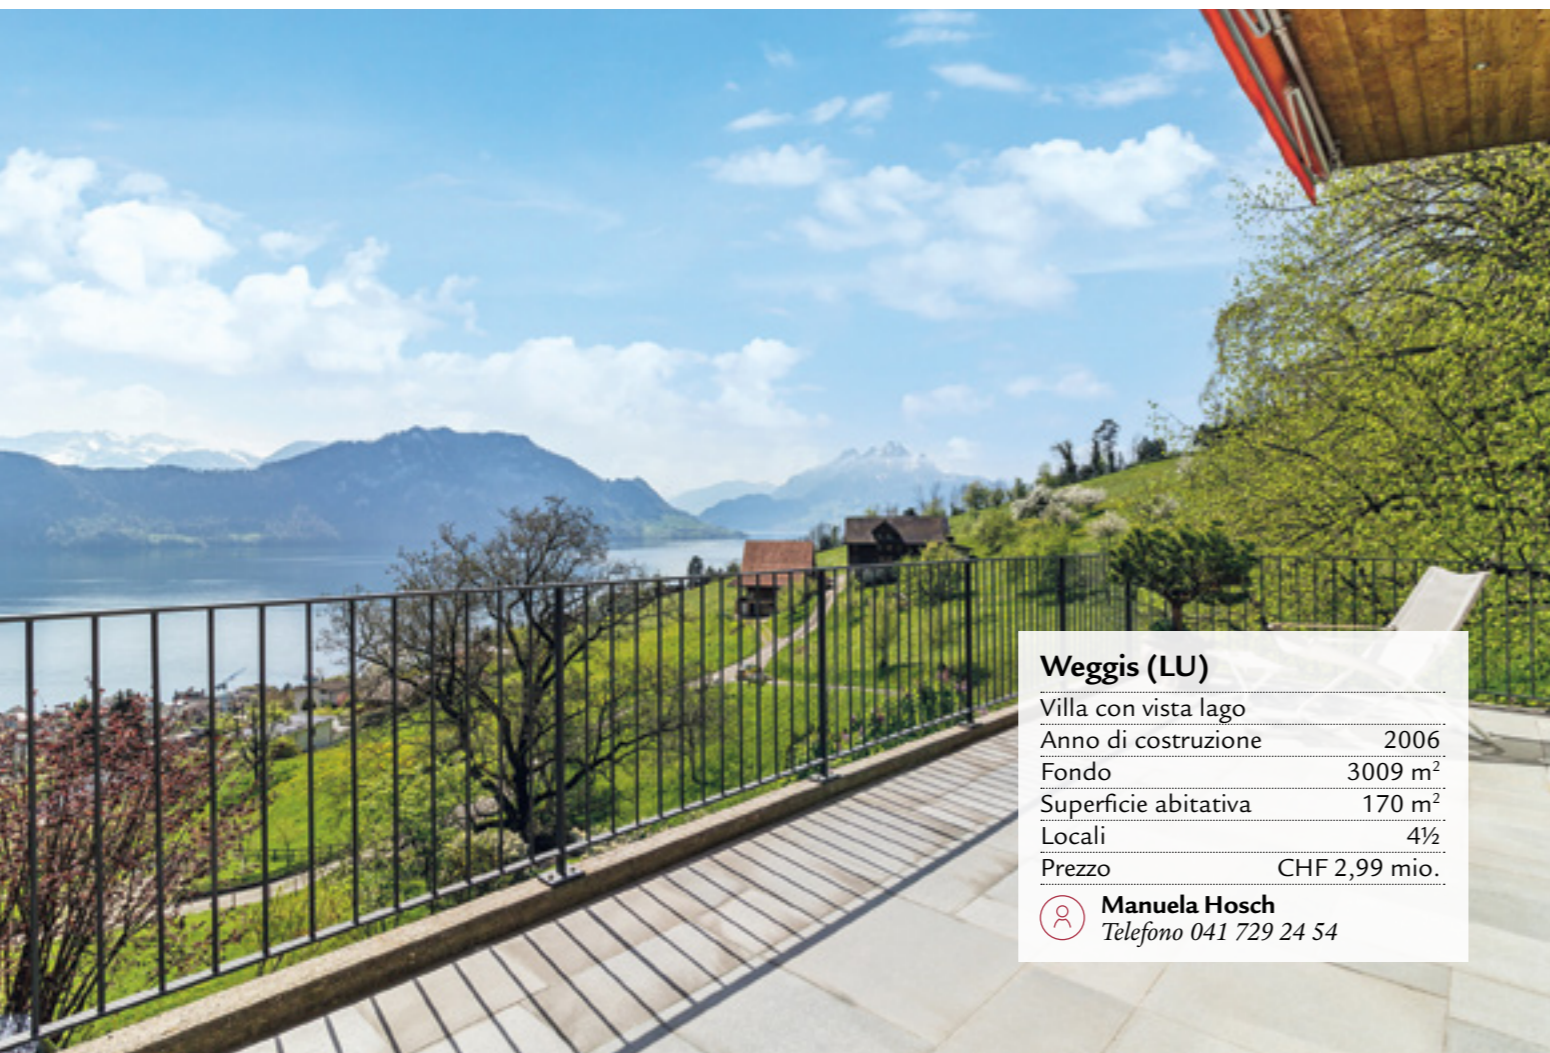 Weggis (LU)
Villa con vista lago
Anno di costruzione 2006
Fondo 3009 m²
Superficie abitativa 170 m²
Locali 4½
Prezzo CHF 2,99 mio.
Manuela Hosch
Telefono 041 729 24 54